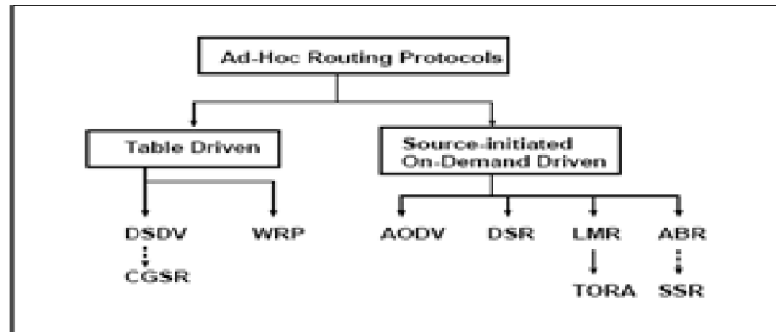 Ad-Hoc Routing Protocols
Table Driven
Source-initiated
On-Demand Driven
DSDV WRP AODV DSR LMR ABR
CGSR TORA SSR